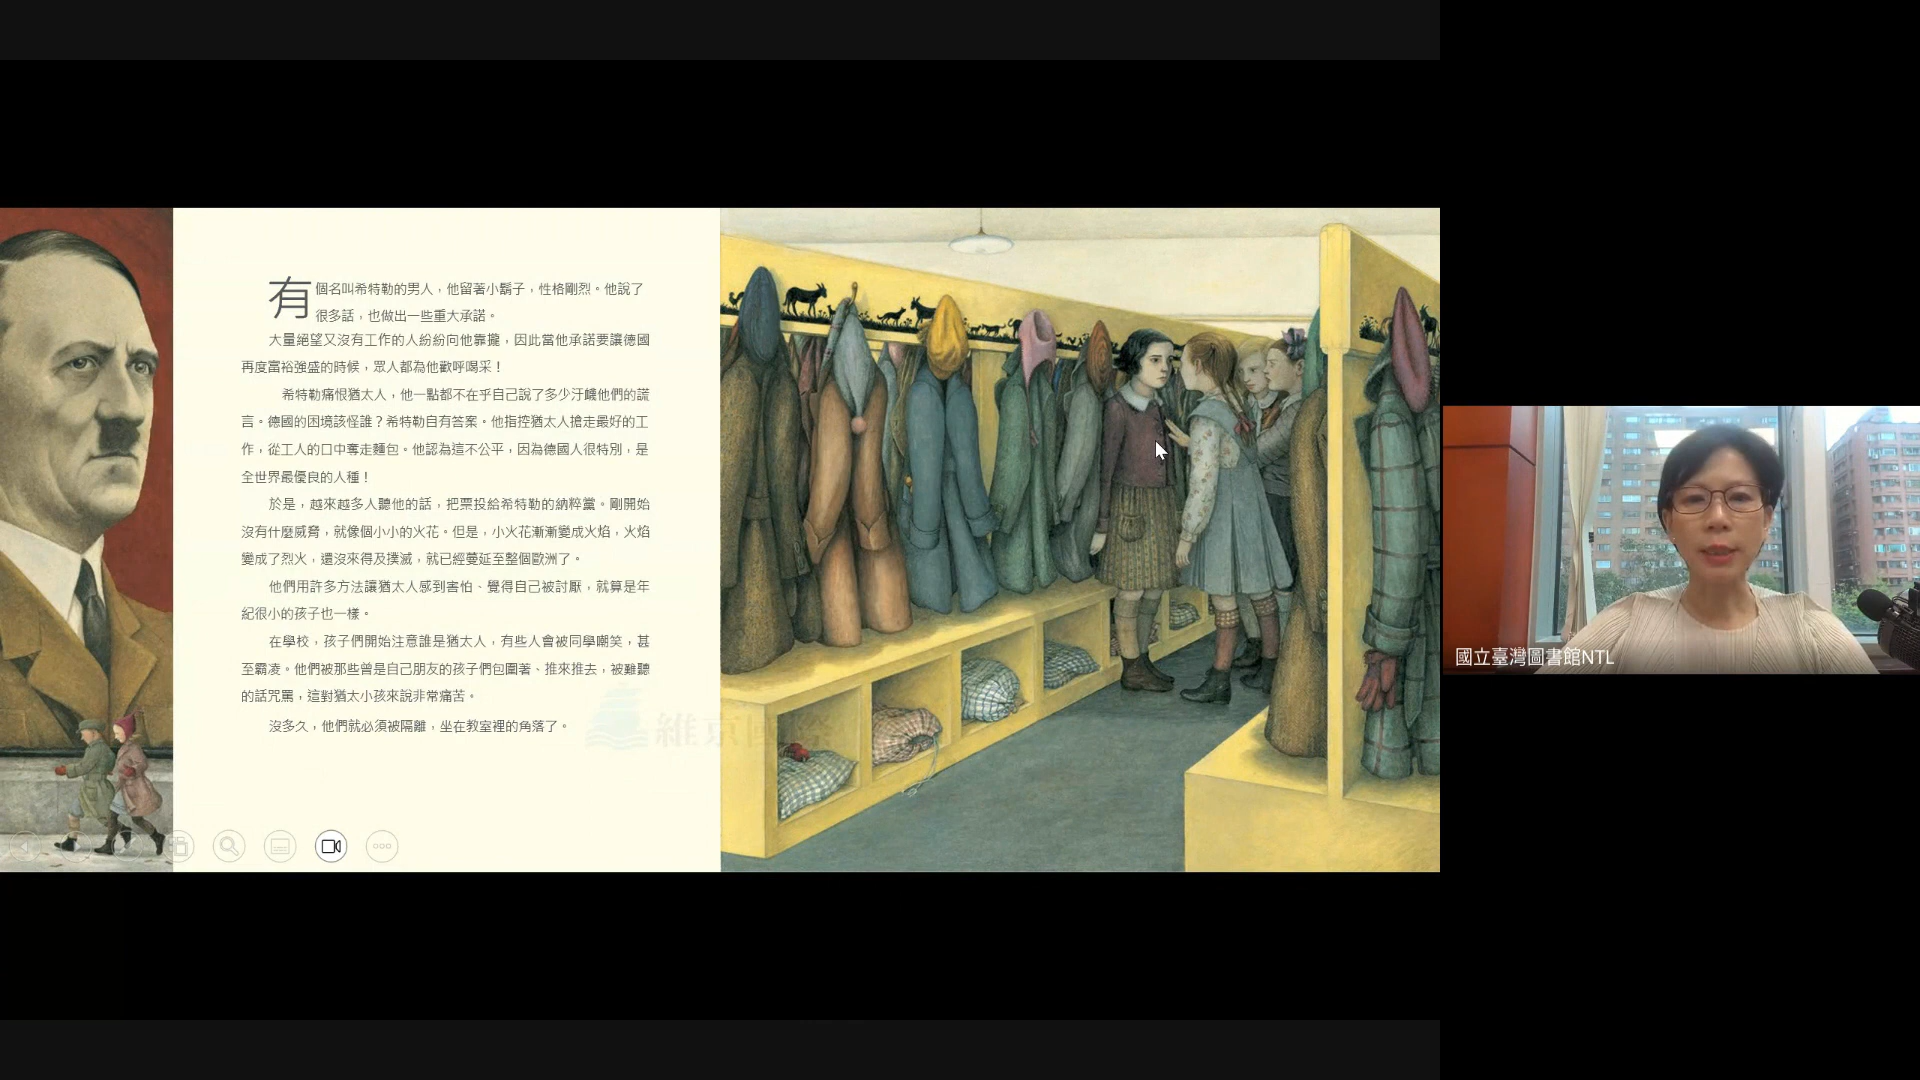 有個名叫希特勒的男人，他留著小鬍子，性格剛烈。他說了
很多話，也做出一些重大承諾。
大量絕望又沒有工作的人紛紛向他靠攏，因此當他承諾要讓德國
再度富裕強盛的時候，眾人都為他歡呼喝采！
希特勒痛恨猶太人，他一點都不在乎自己說了多少汙衊他們的謊
言。德國的困境該怪誰？希特勒自有答案。他指控猶太人搶走最好的工
作，從工人的口中奪走麵包。他認為這不公平，因為德國人很特別，是
全世界最優良的人種！
於是，越來越多人聽他的話，把票投給希特勒的納粹黨。剛開始
沒有什麼威脅，就像個小小的火花。但是，小火花漸漸變成火焰，火焰
變成了烈火，還沒來得及撲滅，就已經蔓延至整個歐洲了。
他們用許多方法讓猶太人感到害怕、覺得自己被討厭，就算是年
紀很小的孩子也一樣。
在學校，孩子們開始注意誰是猶太人，有些人會被同學嘲笑，甚
至霸凌。他們被那些曾是自己朋友的孩子們包圍著、推來推去，被難聽
的話咒罵，這對猶太小孩來說非常痛苦。
沒多久，他們就必須被隔離，坐在教室裡的角落了。
維京國際
國立臺灣圖書館NTL